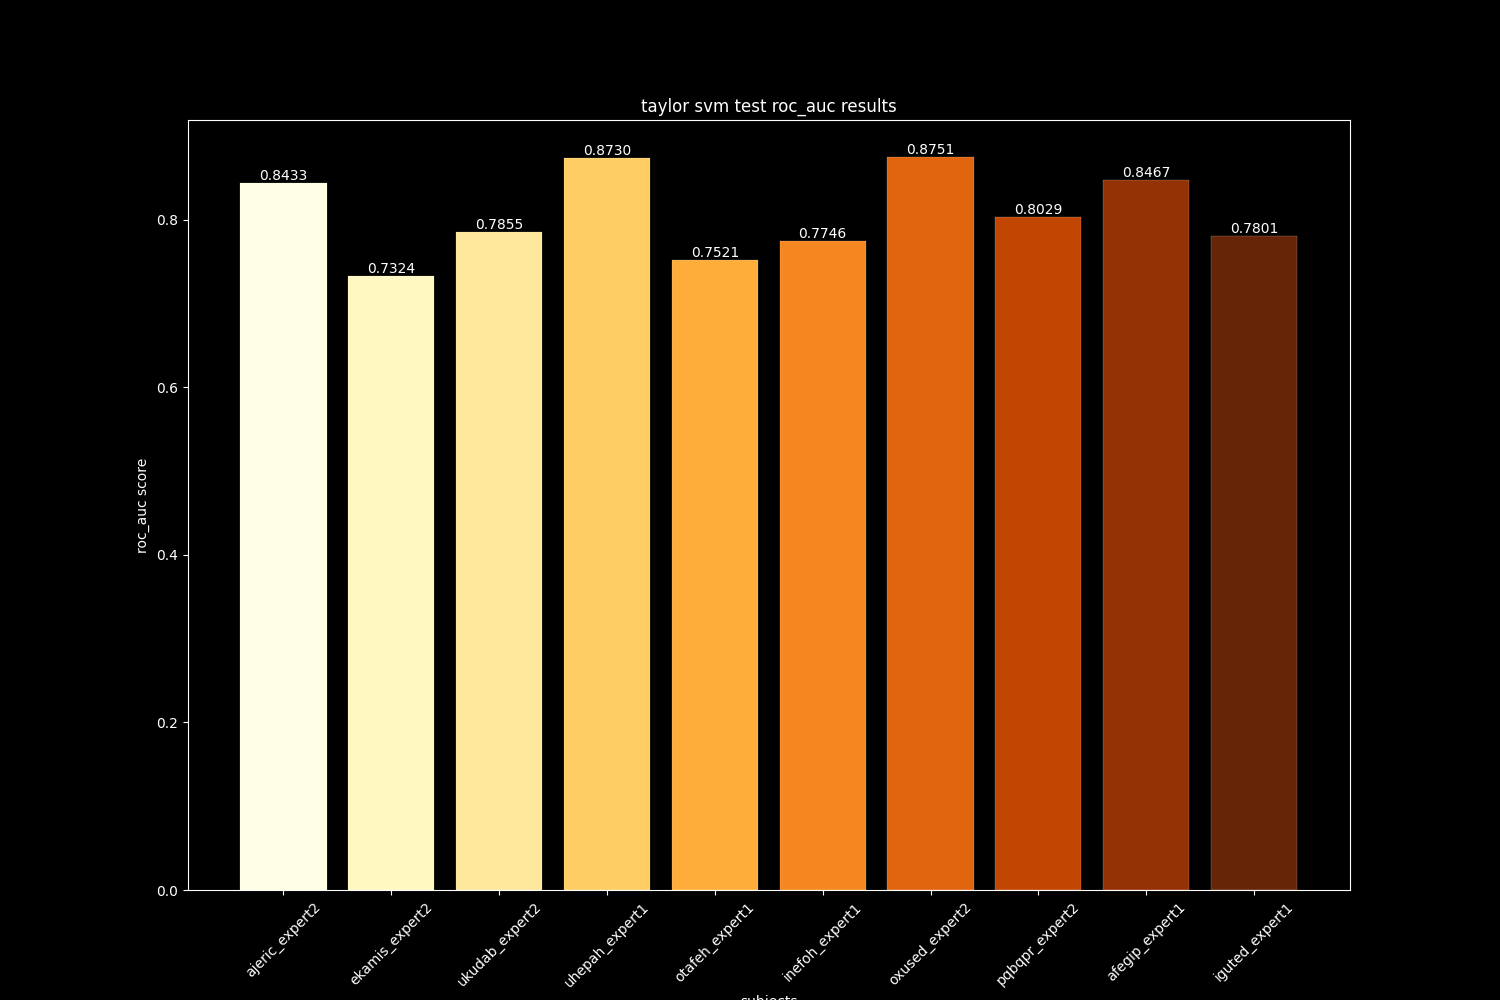 taylor svm test roc_auc results
0.8433
0.7324
0.7855
0.8730
0.7521
0.7746
0.8751
0.8029
0.8467
0.7801
0.8
0.6
0.4
0.2
0.0
roc_auc score
ajeric_expert2
ekamis_expert2
ukudab_expert2
uhepah_expert1
otafeh_expert1
inefoh_expert1
oxused_expert2
pqbqpr_expert2
afegip_expert1
iguted_expert1
subjects